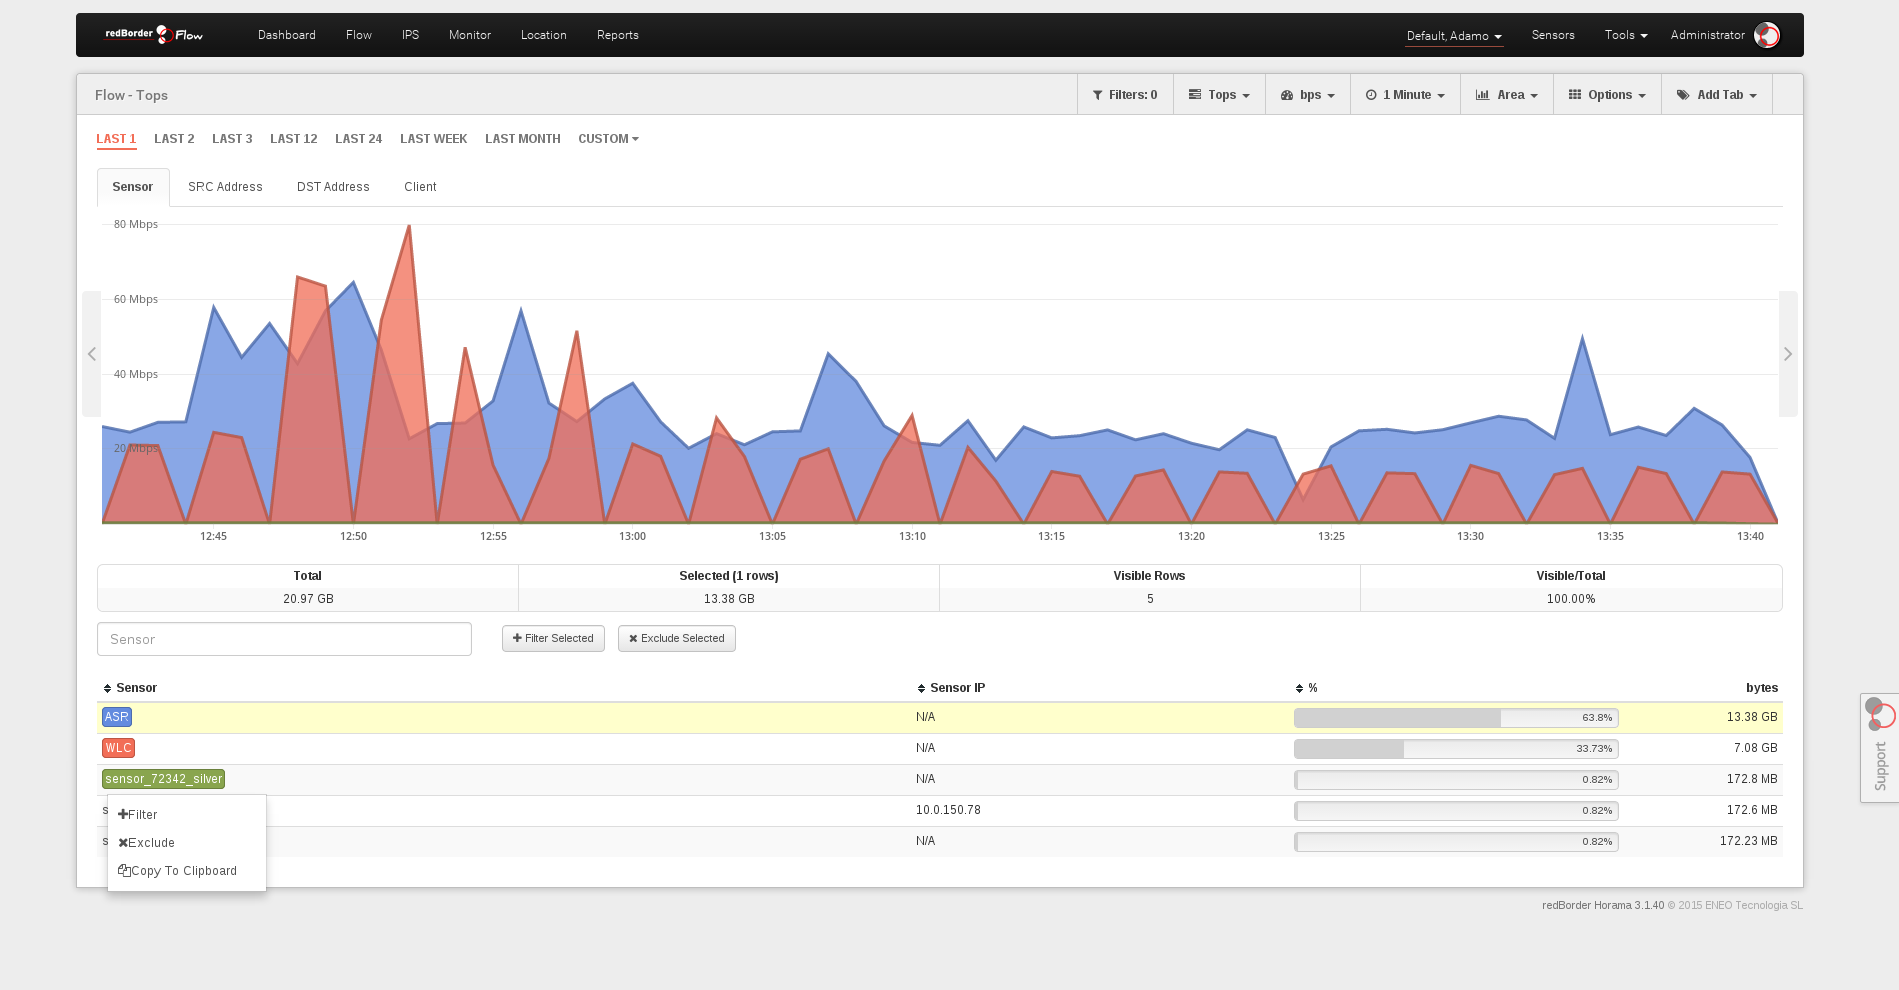 redBorder Flow Dashboard Flow IPS Monitor Location Reports Default, Adamo Sensors Tools Administrator
Flow - Tops Filters: 0 Tops bps 1 Minute Area Options Add Tab
LAST 1 LAST 2 LAST 3 LAST 12 LAST 24 LAST WEEK LAST MONTH CUSTOM
Sensor SRC Address DST Address Client
80 Mbps
60 Mbps
40 Mbps
20 Mbps
12:45 12:50 12:55 13:00 13:05 13:10 13:15 13:20 13:25 13:30 13:35 13:40
Total Selected (1 rows) Visible Rows Visible/Total
20.97 GB 13.38 GB 5 100.00%
Sensor Filter Selected Exclude Selected
Sensor Sensor IP % bytes
ASR N/A 63.8% 13.38 GB
WLC N/A 33.73% 7.08 GB
sensor_72342_silver N/A 0.82% 172.8 MB
s 10.0.150.78 0.82% 172.6 MB
s N/A 0.82% 172.23 MB
Filter
Exclude
Copy To Clipboard
Support
redBorder Horama 3.1.40 © 2015 ENEO Tecnologia SL